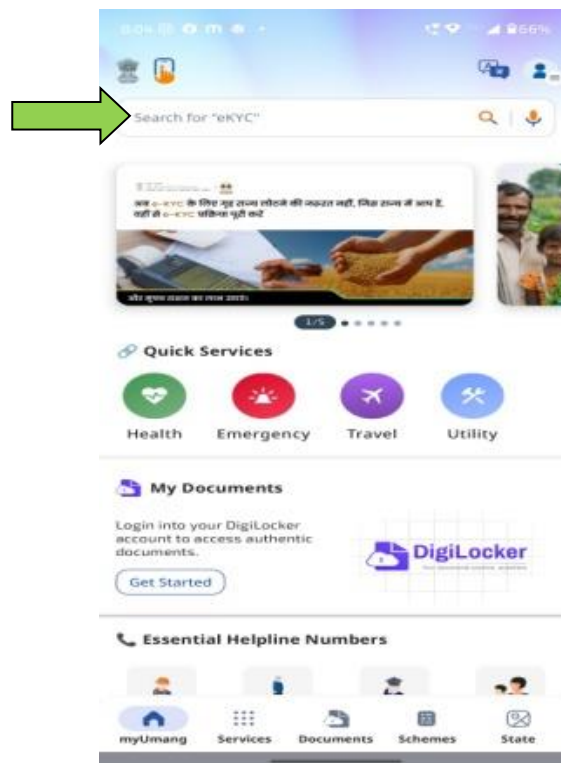 66%
Search for "eKYC"
अब e-KYC के लिए गृह राज्य लौटने की जरूरत नहीं, जिस राज्य में आप हैं,
वहीं से e-KYC प्रक्रिया पूरी करें
1/5
Quick Services
Health Emergency Travel Utility
My Documents
Login into your DigiLocker
account to access authentic
documents.
DigiLocker
Get Started
Essential Helpline Numbers
myUmang Services Documents Schemes State